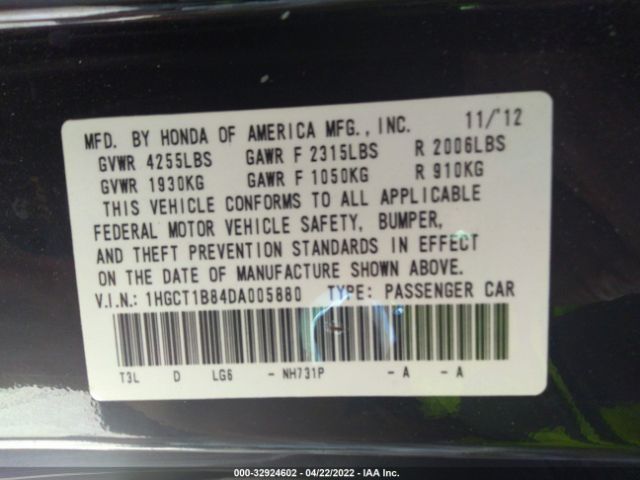 MFD. BY HONDA OF AMERICA MFG., INC. 11/'12
GVWR 4255LBS GAWR F 2315LBS R 2006LBS
GVWR 1930KG GAWR F 1050KG R 910KG
THIS VEHICLE CONFORMS TO ALL APPLICABLE
FEDERAL MOTOR VEHICLE SAFETY, BUMPER,
AND THEFT PREVENTION STANDARDS IN EFFECT
ON THE DATE OF MANUFACTURE SHOWN ABOVE.
V.I.N.: 1HGCT1B84DA005880 TYPE: PASSENGER CAR
T3L D LG6 - NH731P - A - A
000-32924602 - 04/22/2022 - IAA Inc.